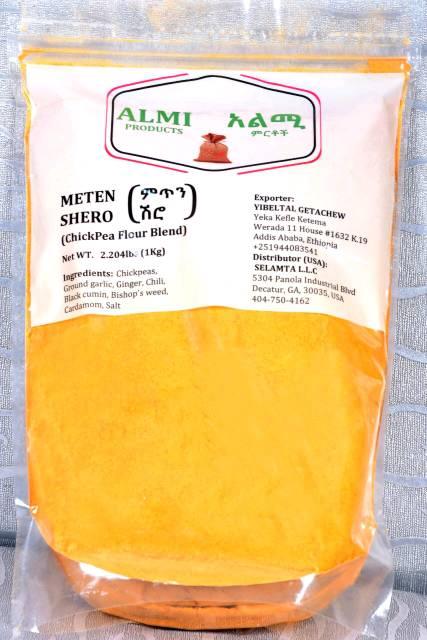 ALMI
PRODUCTS
አልሚ
ምርቶች
METEN
SHERO
(ምጥን
ሽሮ)
(ChickPea Flour Blend)
Net WT. 2.204lbs (1Kg)
Ingredients: Chickpeas,
Ground garlic, Ginger, Chili,
Black cumin, Bishop's weed,
Cardamom, Salt
Exporter:
YIBELTAL GETACHEW
Yeka Kefle Ketema
Werada 11 House #1632 K.19
Addis Ababa, Ethiopia
+251944083541
Distributor (USA):
SELAMTA L.L.C
5304 Panola Industrial Blvd
Decatur, GA, 30035, USA
404-750-4162